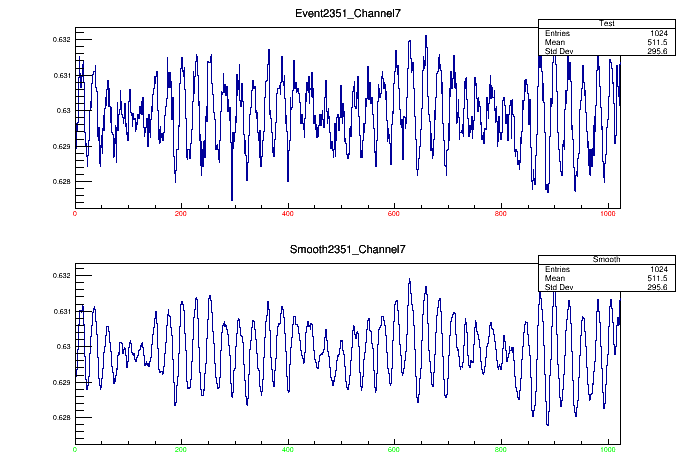 Event2351_Channel7
Test
Entries 1024
Mean 511.5
Std Dev 295.6
0.632
0.631
0.63
0.629
0.628
0 200 400 600 800 1000
Smooth2351_Channel7
Smooth
Entries 1024
Mean 511.5
Std Dev 295.6
0.632
0.631
0.63
0.629
0.628
0 200 400 600 800 1000